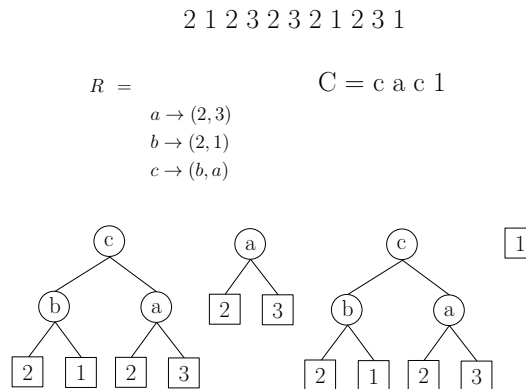 2 1 2 3 2 3 2 1 2 3 1
R = C = c a c 1
a → (2, 3)
b → (2, 1)
c → (b, a)
c a c 1
b a 2 3 b a
2 1 2 3 2 1 2 3